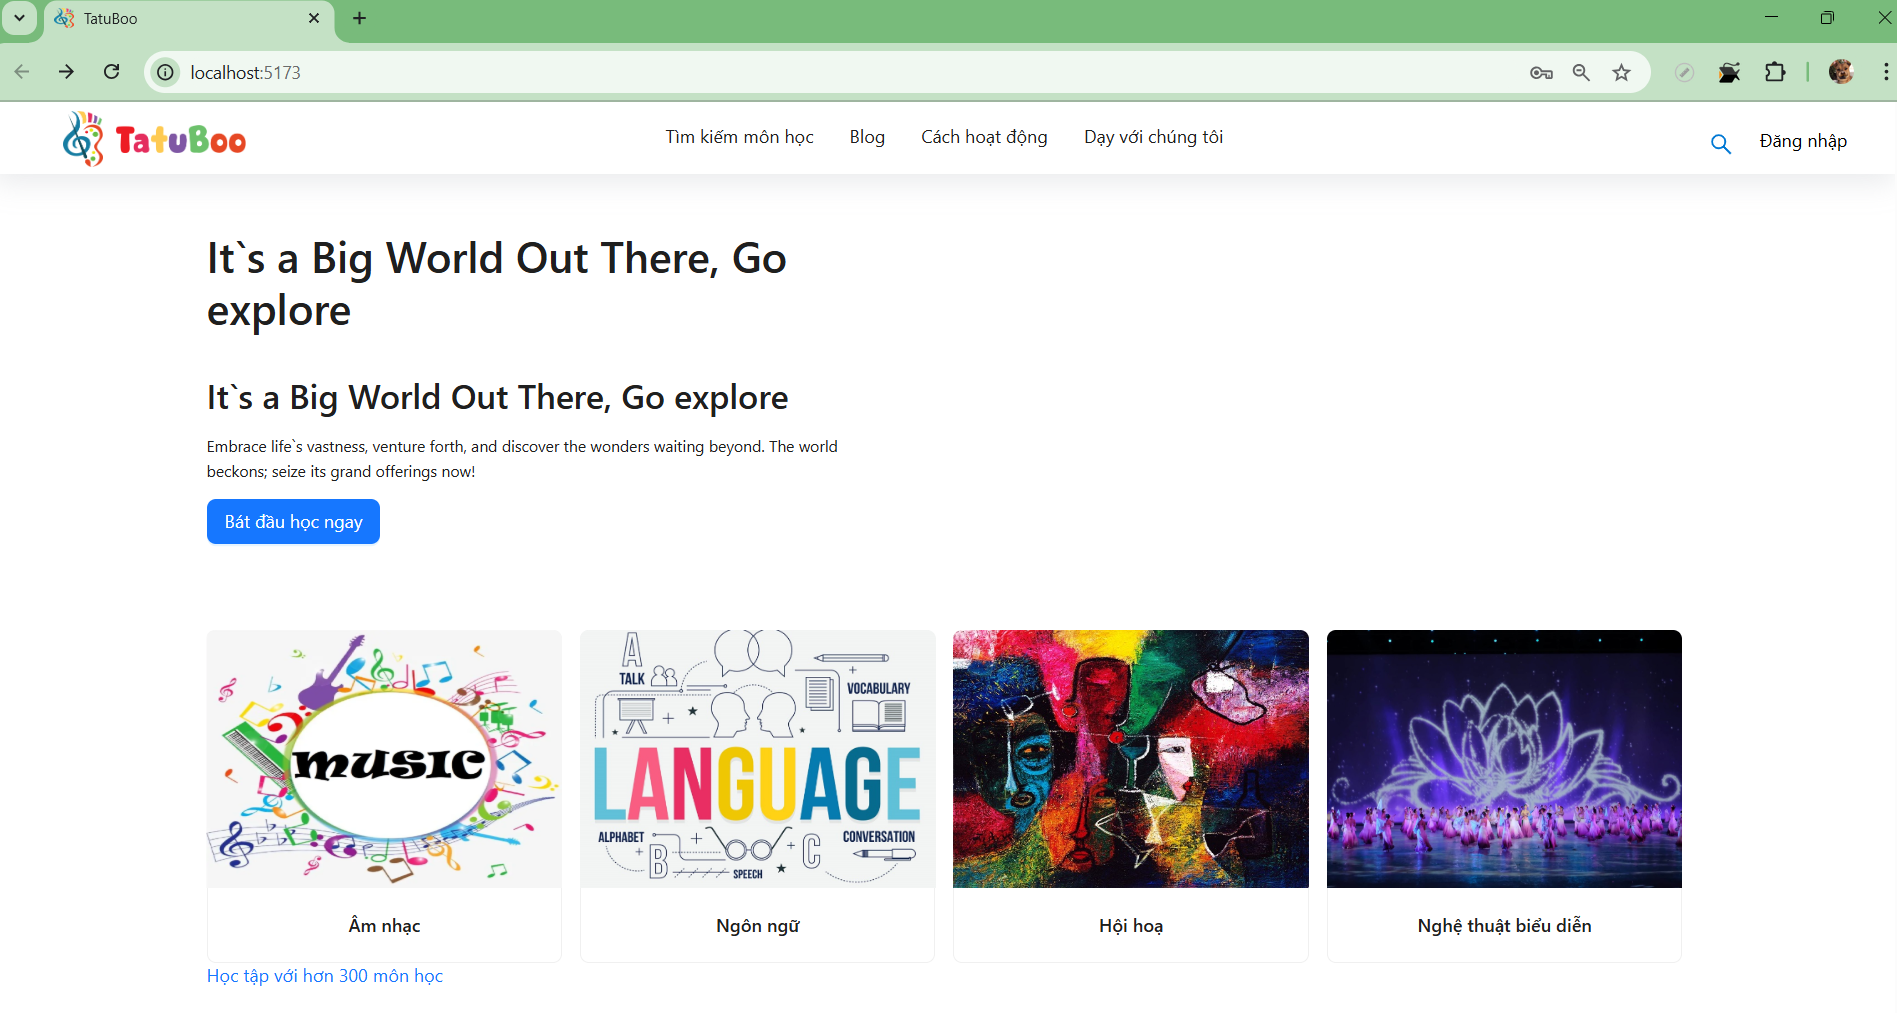 TatuBoo
localhost:5173
TatuBoo
Tìm kiếm môn học
Blog
Cách hoạt động
Dạy với chúng tôi
Đăng nhập
It`s a Big World Out There, Go
explore
It`s a Big World Out There, Go explore
Embrace life`s vastness, venture forth, and discover the wonders waiting beyond. The world
beckons; seize its grand offerings now!
Bát đầu học ngay
MUSIC
A
TALK
VOCABULARY
LANGUAGE
ALPHABET
CONVERSATION
B
C
SPEECH
Âm nhạc
Ngôn ngữ
Hội hoạ
Nghệ thuật biểu diễn
Học tập với hơn 300 môn học